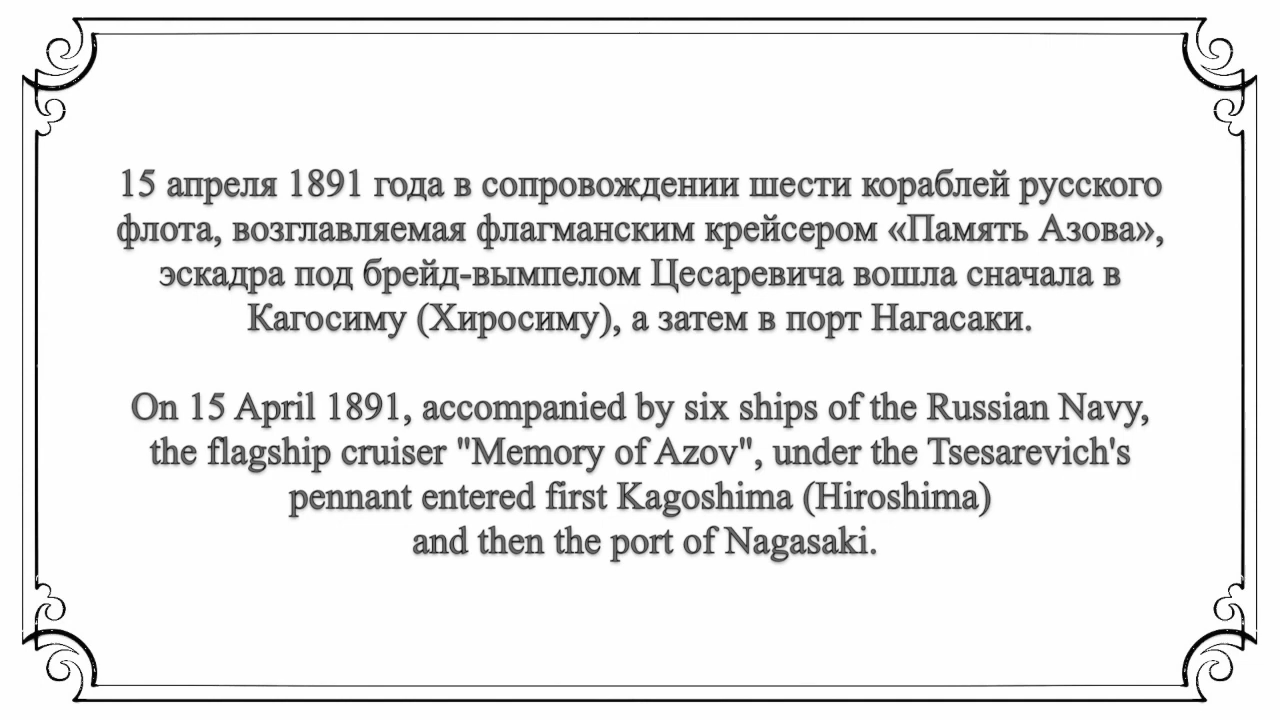 15 апреля 1891 года в сопровождении шести кораблей русского
флота, возглавляемая флагманским крейсером «Память Азова»,
эскадра под брейд-вымпелом Цесаревича вошла сначала в
Кагосиму (Хиросиму), а затем в порт Нагасаки.
On 15 April 1891, accompanied by six ships of the Russian Navy,
the flagship cruiser "Memory of Azov", under the Tsesarevich's
pennant entered first Kagoshima (Hiroshima)
and then the port of Nagasaki.